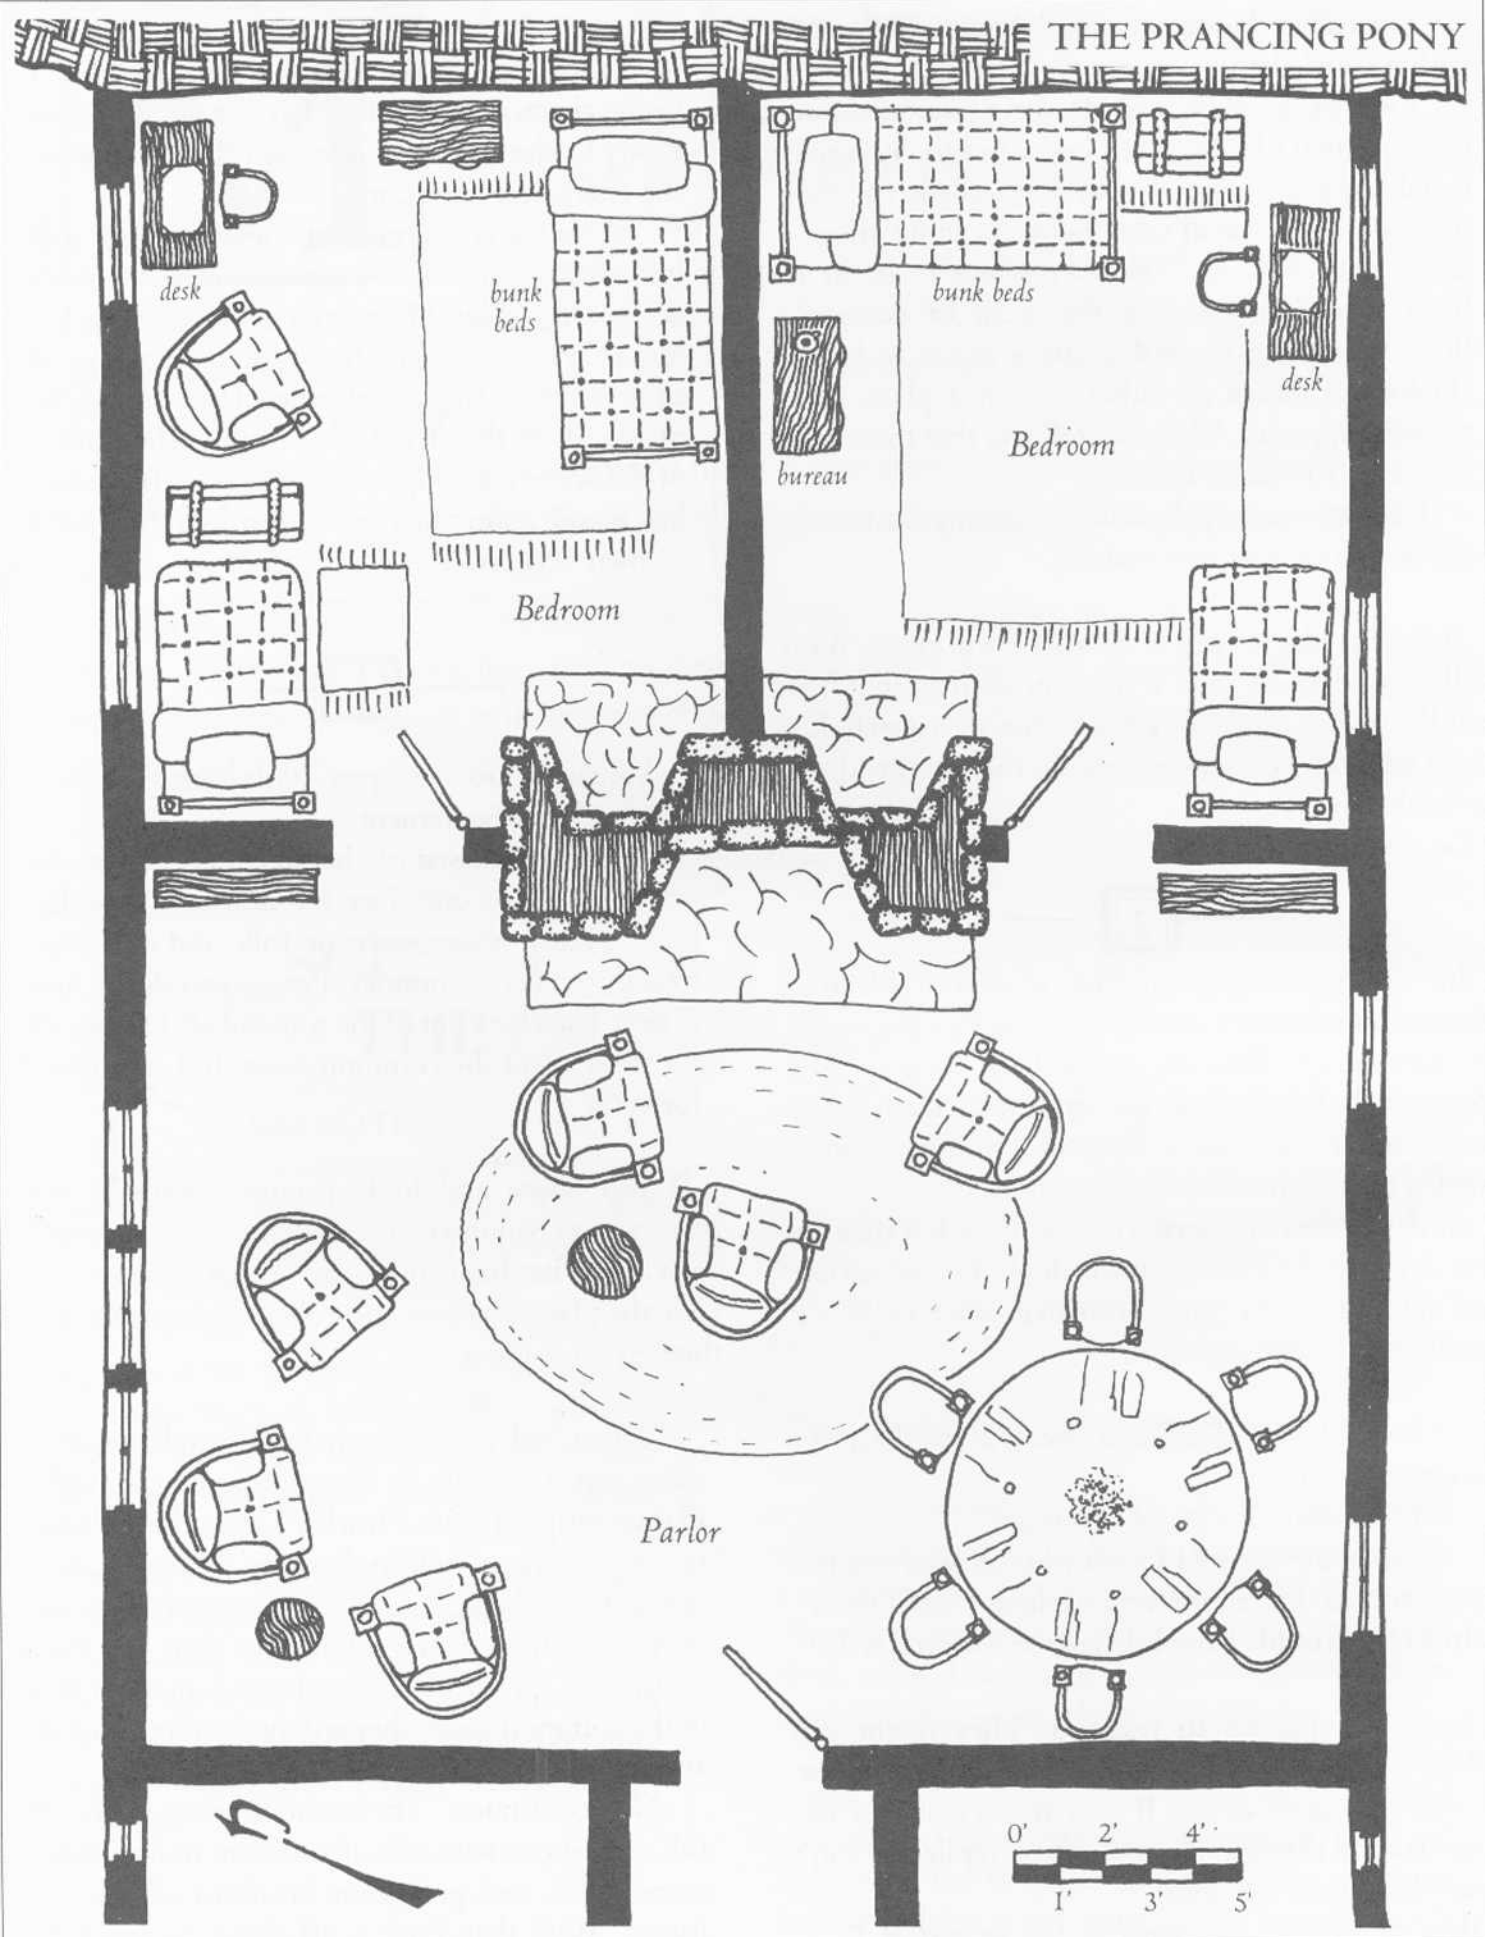 THE PRANCING PONY
desk
bunk
beds
bunk beds
desk
Bedroom
bureau
Bedroom
Parlor
0' 2' 4'
1' 3' 5'